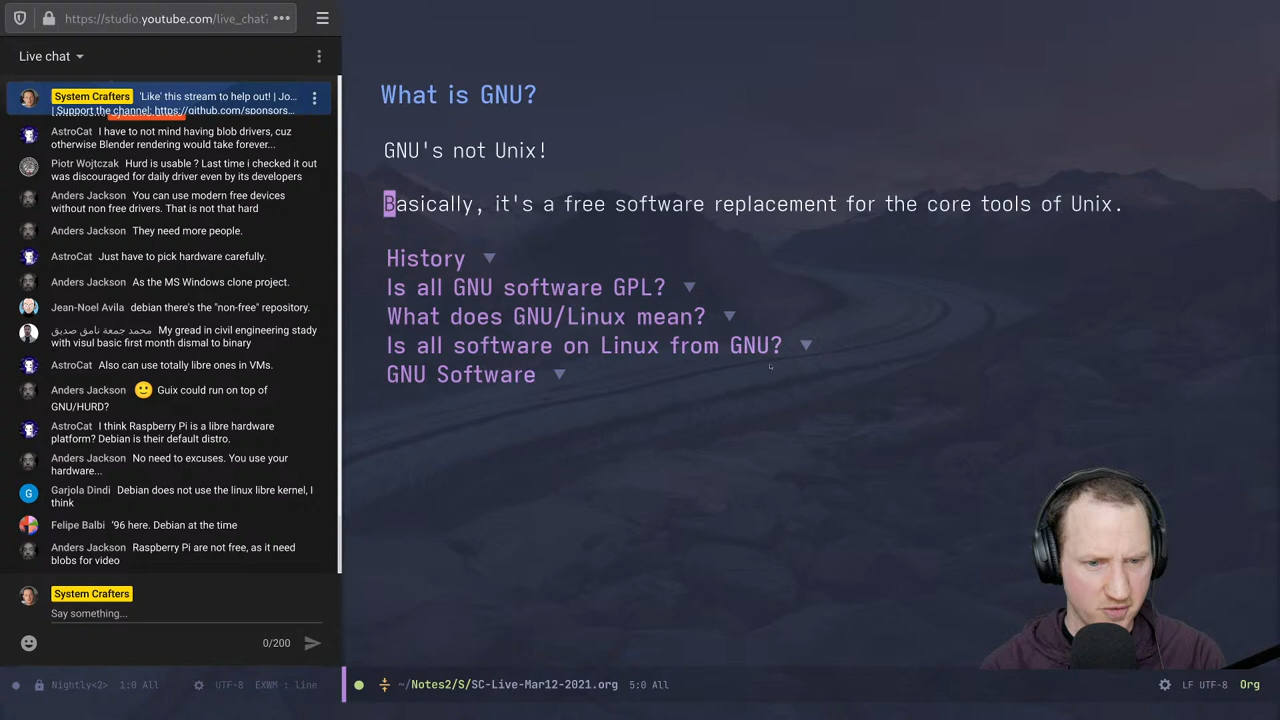 https://studio.youtube.com/live_chat?
Live chat
System Crafters 'Like' this stream to help out! | Jo...
| Support the channel: https://github.com/sponsors...
AstroCat I have to not mind having blob drivers, cuz
otherwise Blender rendering would take forever...
Piotr Wojtczak Hurd is usable ? Last time i checked it out
was discouraged for daily driver even by its developers
Anders Jackson You can use modern free devices
without non free drivers. That is not that hard
Anders Jackson They need more people.
AstroCat Just have to pick hardware carefully.
Anders Jackson As the MS Windows clone project.
Jean-Noel Avila debian there's the "non-free" repository.
محمد جمعة نامق صديق My gread in civil engineering stady
with visul basic first month dismal to binary
AstroCat Also can use totally libre ones in VMs.
Anders Jackson 🙂 Guix could run on top of
GNU/HURD?
AstroCat I think Raspberry Pi is a libre hardware
platform? Debian is their default distro.
Anders Jackson No need to excuses. You use your
hardware...
G
Garjola Dindi Debian does not use the linux libre kernel, I
think
Felipe Balbi '96 here. Debian at the time
Anders Jackson Raspberry Pi are not free, as it need
blobs for video
System Crafters
Say something...
0/200
What is GNU?
GNU's not Unix!
Basically, it's a free software replacement for the core tools of Unix.
History
Is all GNU software GPL?
What does GNU/Linux mean?
Is all software on Linux from GNU?
GNU Software
Nightly<2> 1:0 All UTF-8 EXWM : line
~/Notes2/S/SC-Live-Mar12-2021.org 5:0 All LF UTF-8 Org